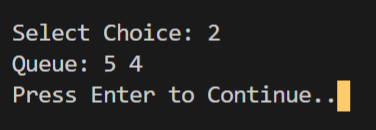 Select Choice: 2
Queue: 5 4
Press Enter to Continue..